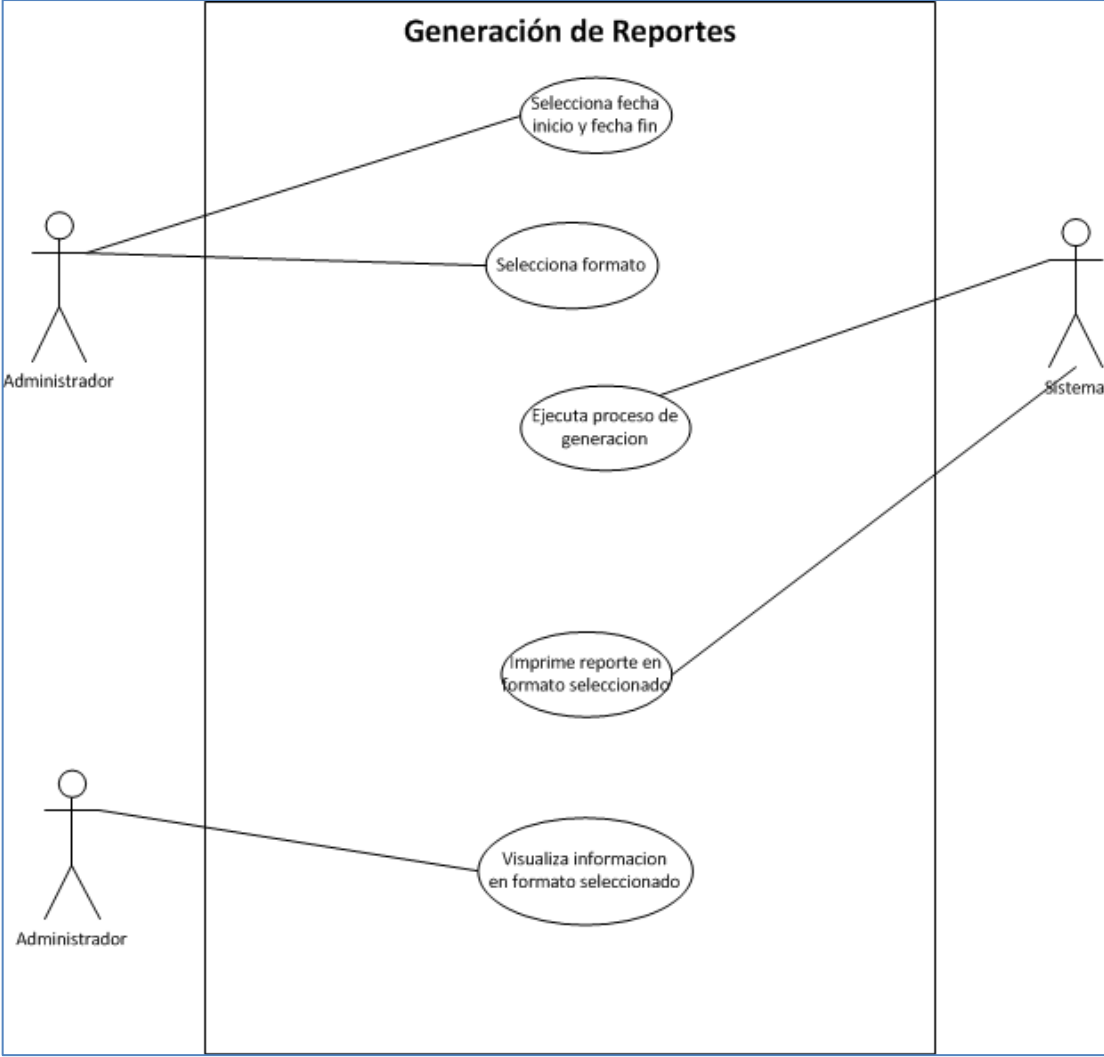 Generación de Reportes
Selecciona fecha
inicio y fecha fin
Selecciona formato
Administrador
Sistema
Ejecuta proceso de
generacion
Imprime reporte en
formato seleccionado
Visualiza informacion
en formato seleccionado
Administrador